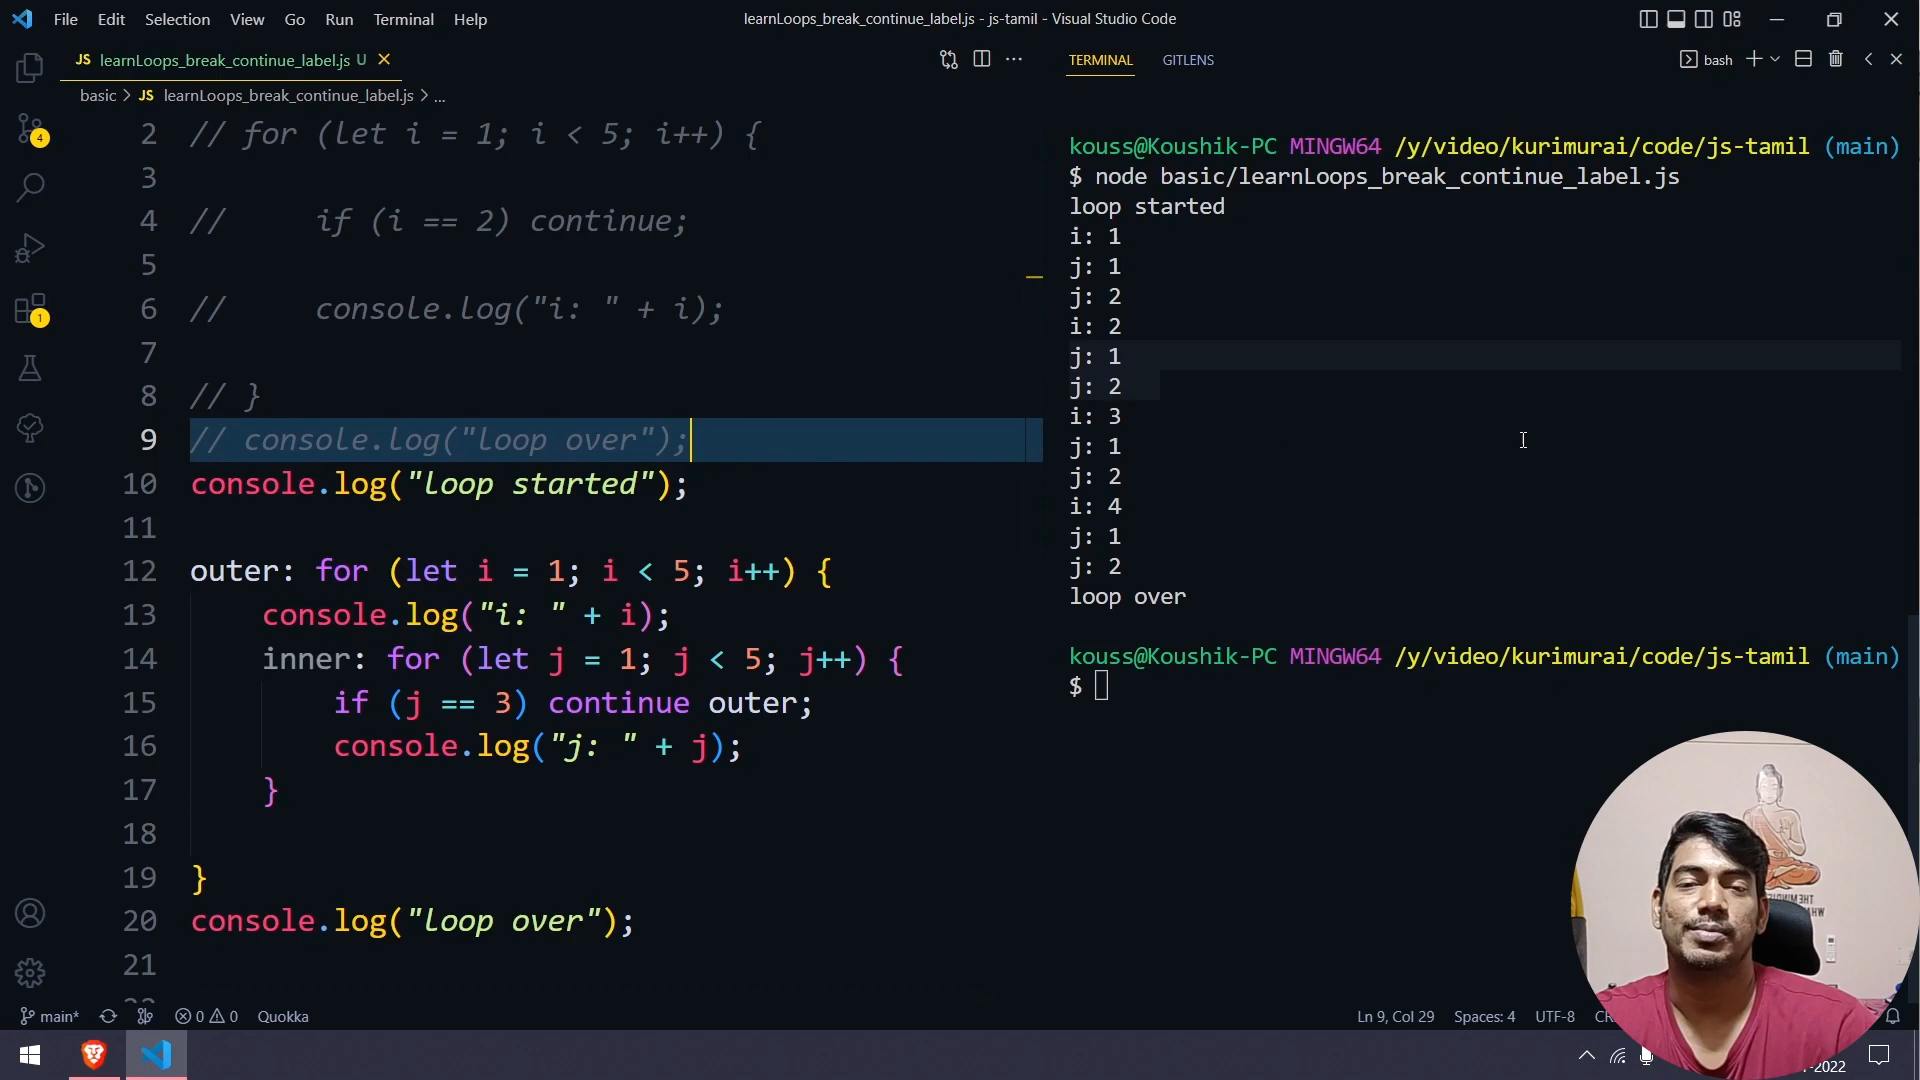 File Edit Selection View Go Run Terminal Help
learnLoops_break_continue_label.js - js-tamil - Visual Studio Code
JS learnLoops_break_continue_label.js U
basic > JS learnLoops_break_continue_label.js > ...
2 // for (let i = 1; i < 5; i++) {
3
4 //     if (i == 2) continue;
5
6 //     console.log("i: " + i);
7
8 // }
9 // console.log("loop over");
10 console.log("loop started");
11
12 outer: for (let i = 1; i < 5; i++) {
13     console.log("i: " + i);
14     inner: for (let j = 1; j < 5; j++) {
15         if (j == 3) continue outer;
16         console.log("j: " + j);
17     }
18
19 }
20 console.log("loop over");
21
TERMINAL GITLENS
bash
kouss@Koushik-PC MINGW64 /y/video/kurimurai/code/js-tamil (main)
$ node basic/learnLoops_break_continue_label.js
loop started
i: 1
j: 1
j: 2
i: 2
j: 1
j: 2
i: 3
j: 1
j: 2
i: 4
j: 1
j: 2
loop over
kouss@Koushik-PC MINGW64 /y/video/kurimurai/code/js-tamil (main)
$
4
1
main* 0 0 Quokka
Ln 9, Col 29 Spaces: 4 UTF-8
-2022